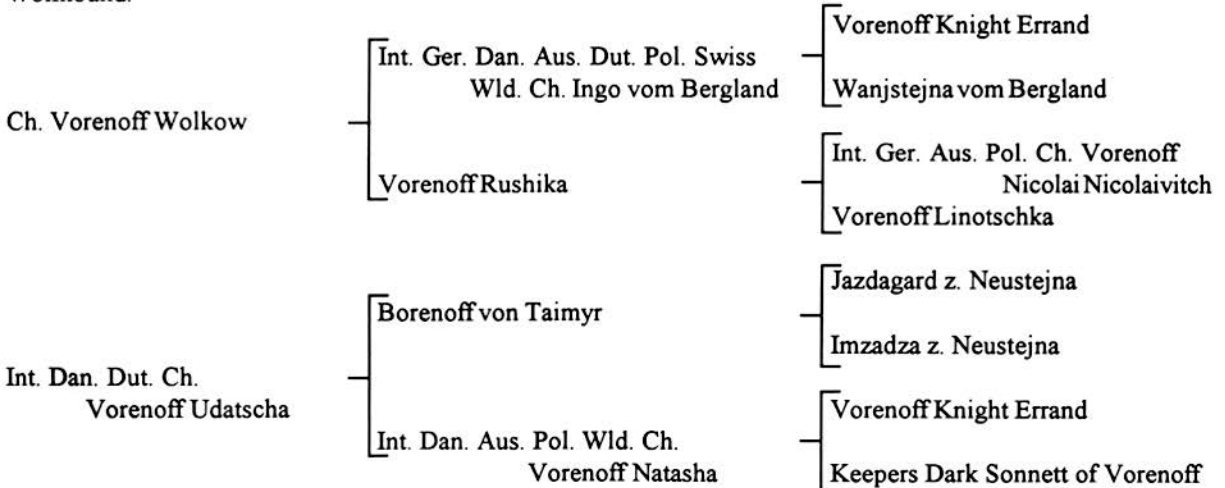 Vorenoff Knight Errand
Int. Ger. Dan. Aus. Dut. Pol. Swiss
Wld. Ch. Ingo vom Bergland
Wanjstejna vom Bergland
Ch. Vorenoff Wolkow
Int. Ger. Aus. Pol. Ch. Vorenoff
Nicolai Nicolaivitch
Vorenoff Rushika
Vorenoff Linotschka
Jazdagard z. Neustejna
Borenoff von Taimyr
Imzadza z. Neustejna
Int. Dan. Dut. Ch.
Vorenoff Udatscha
Vorenoff Knight Errand
Int. Dan. Aus. Pol. Wld. Ch.
Vorenoff Natasha
Keepers Dark Sonnett of Vorenoff